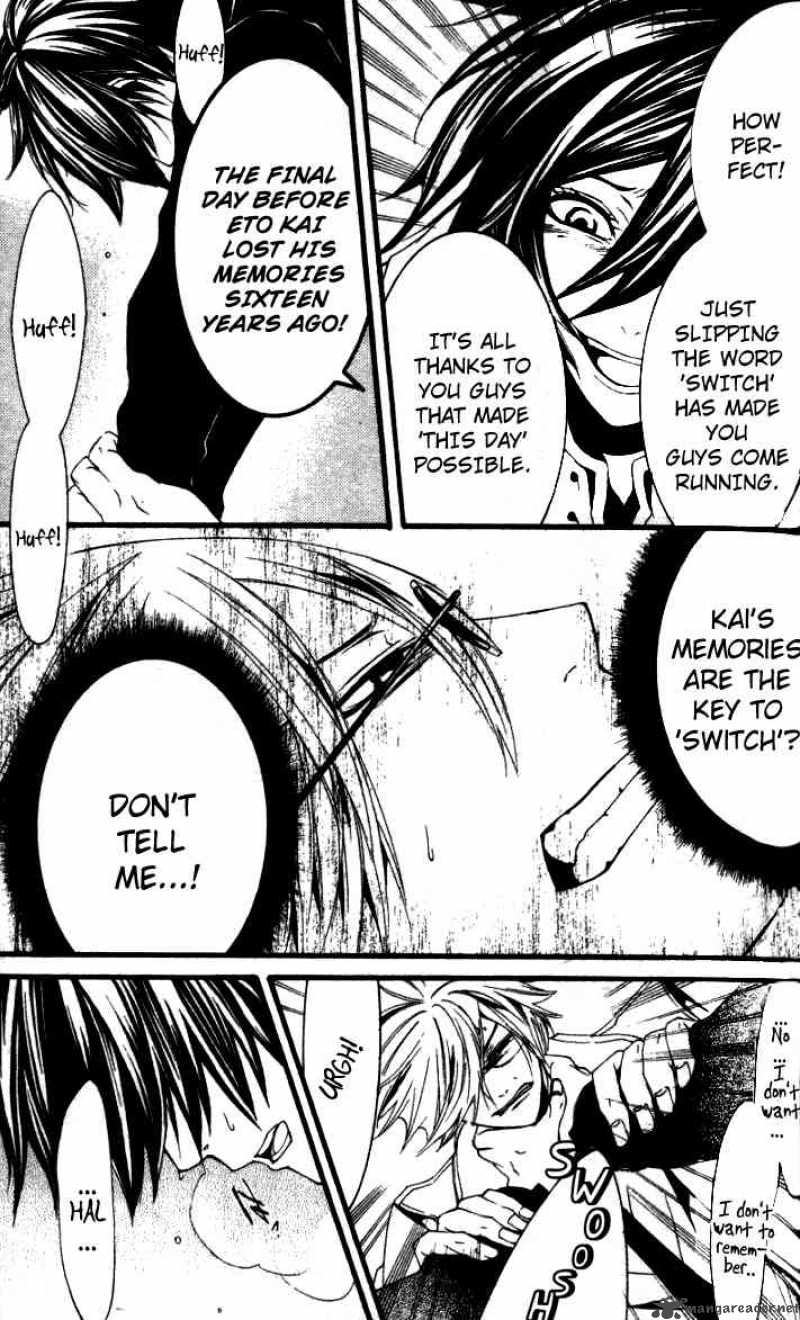 HOW
PER-
FECT!
JUST
SLIPPING
THE WORD
'SWITCH'
HAS MADE
YOU
GUYS COME
RUNNING.
IT'S ALL
THANKS TO
YOU GUYS
THAT MADE
'THIS DAY'
POSSIBLE.
THE FINAL
DAY BEFORE
ETO KAI
LOST HIS
MEMORIES
SIXTEEN
YEARS AGO!
Huff!
Huff!
Huff!
KAI'S
MEMORIES
ARE THE
KEY TO
'SWITCH'?
DON'T
TELL
ME...!
No
...
I
don't
want
...
I don't
want to
remem-
ber..
SWOOSH
URGH!
...
HAL
...
mangareader.net